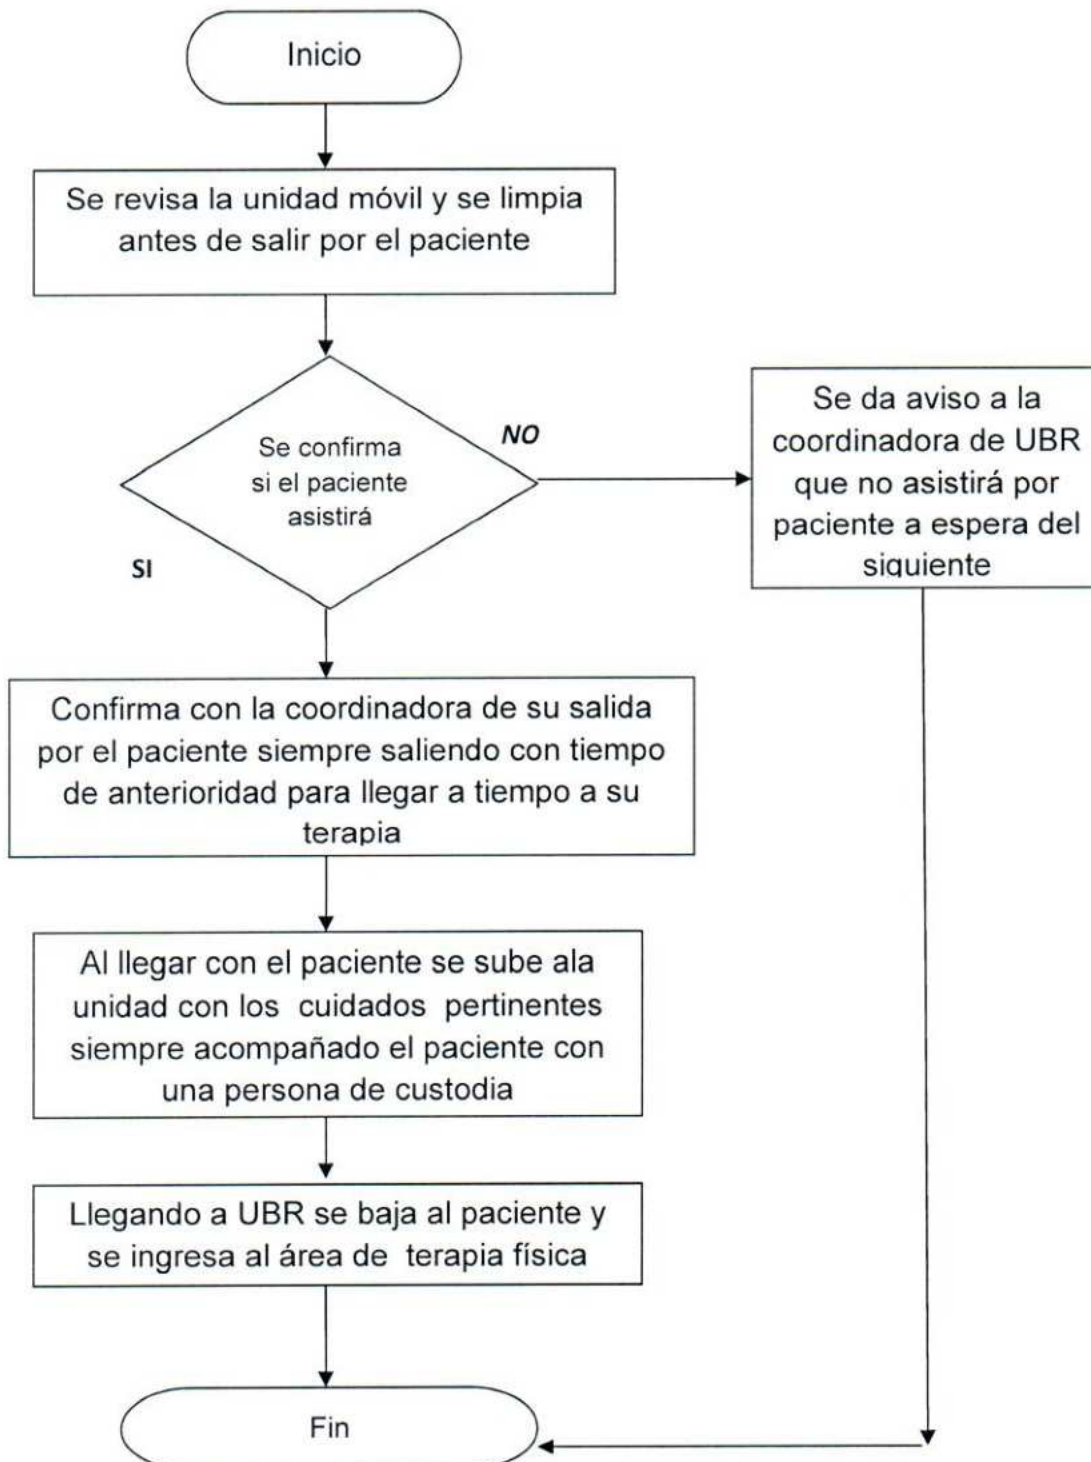 Inicio
Se revisa la unidad móvil y se limpia
antes de salir por el paciente
Se confirma
si el paciente
asistirá
NO
SI
Se da aviso a la
coordinadora de UBR
que no asistirá por
paciente a espera del
siguiente
Confirma con la coordinadora de su salida
por el paciente siempre saliendo con tiempo
de anterioridad para llegar a tiempo a su
terapia
Al llegar con el paciente se sube ala
unidad con los cuidados pertinentes
siempre acompañado el paciente con
una persona de custodia
Llegando a UBR se baja al paciente y
se ingresa al área de terapia física
Fin